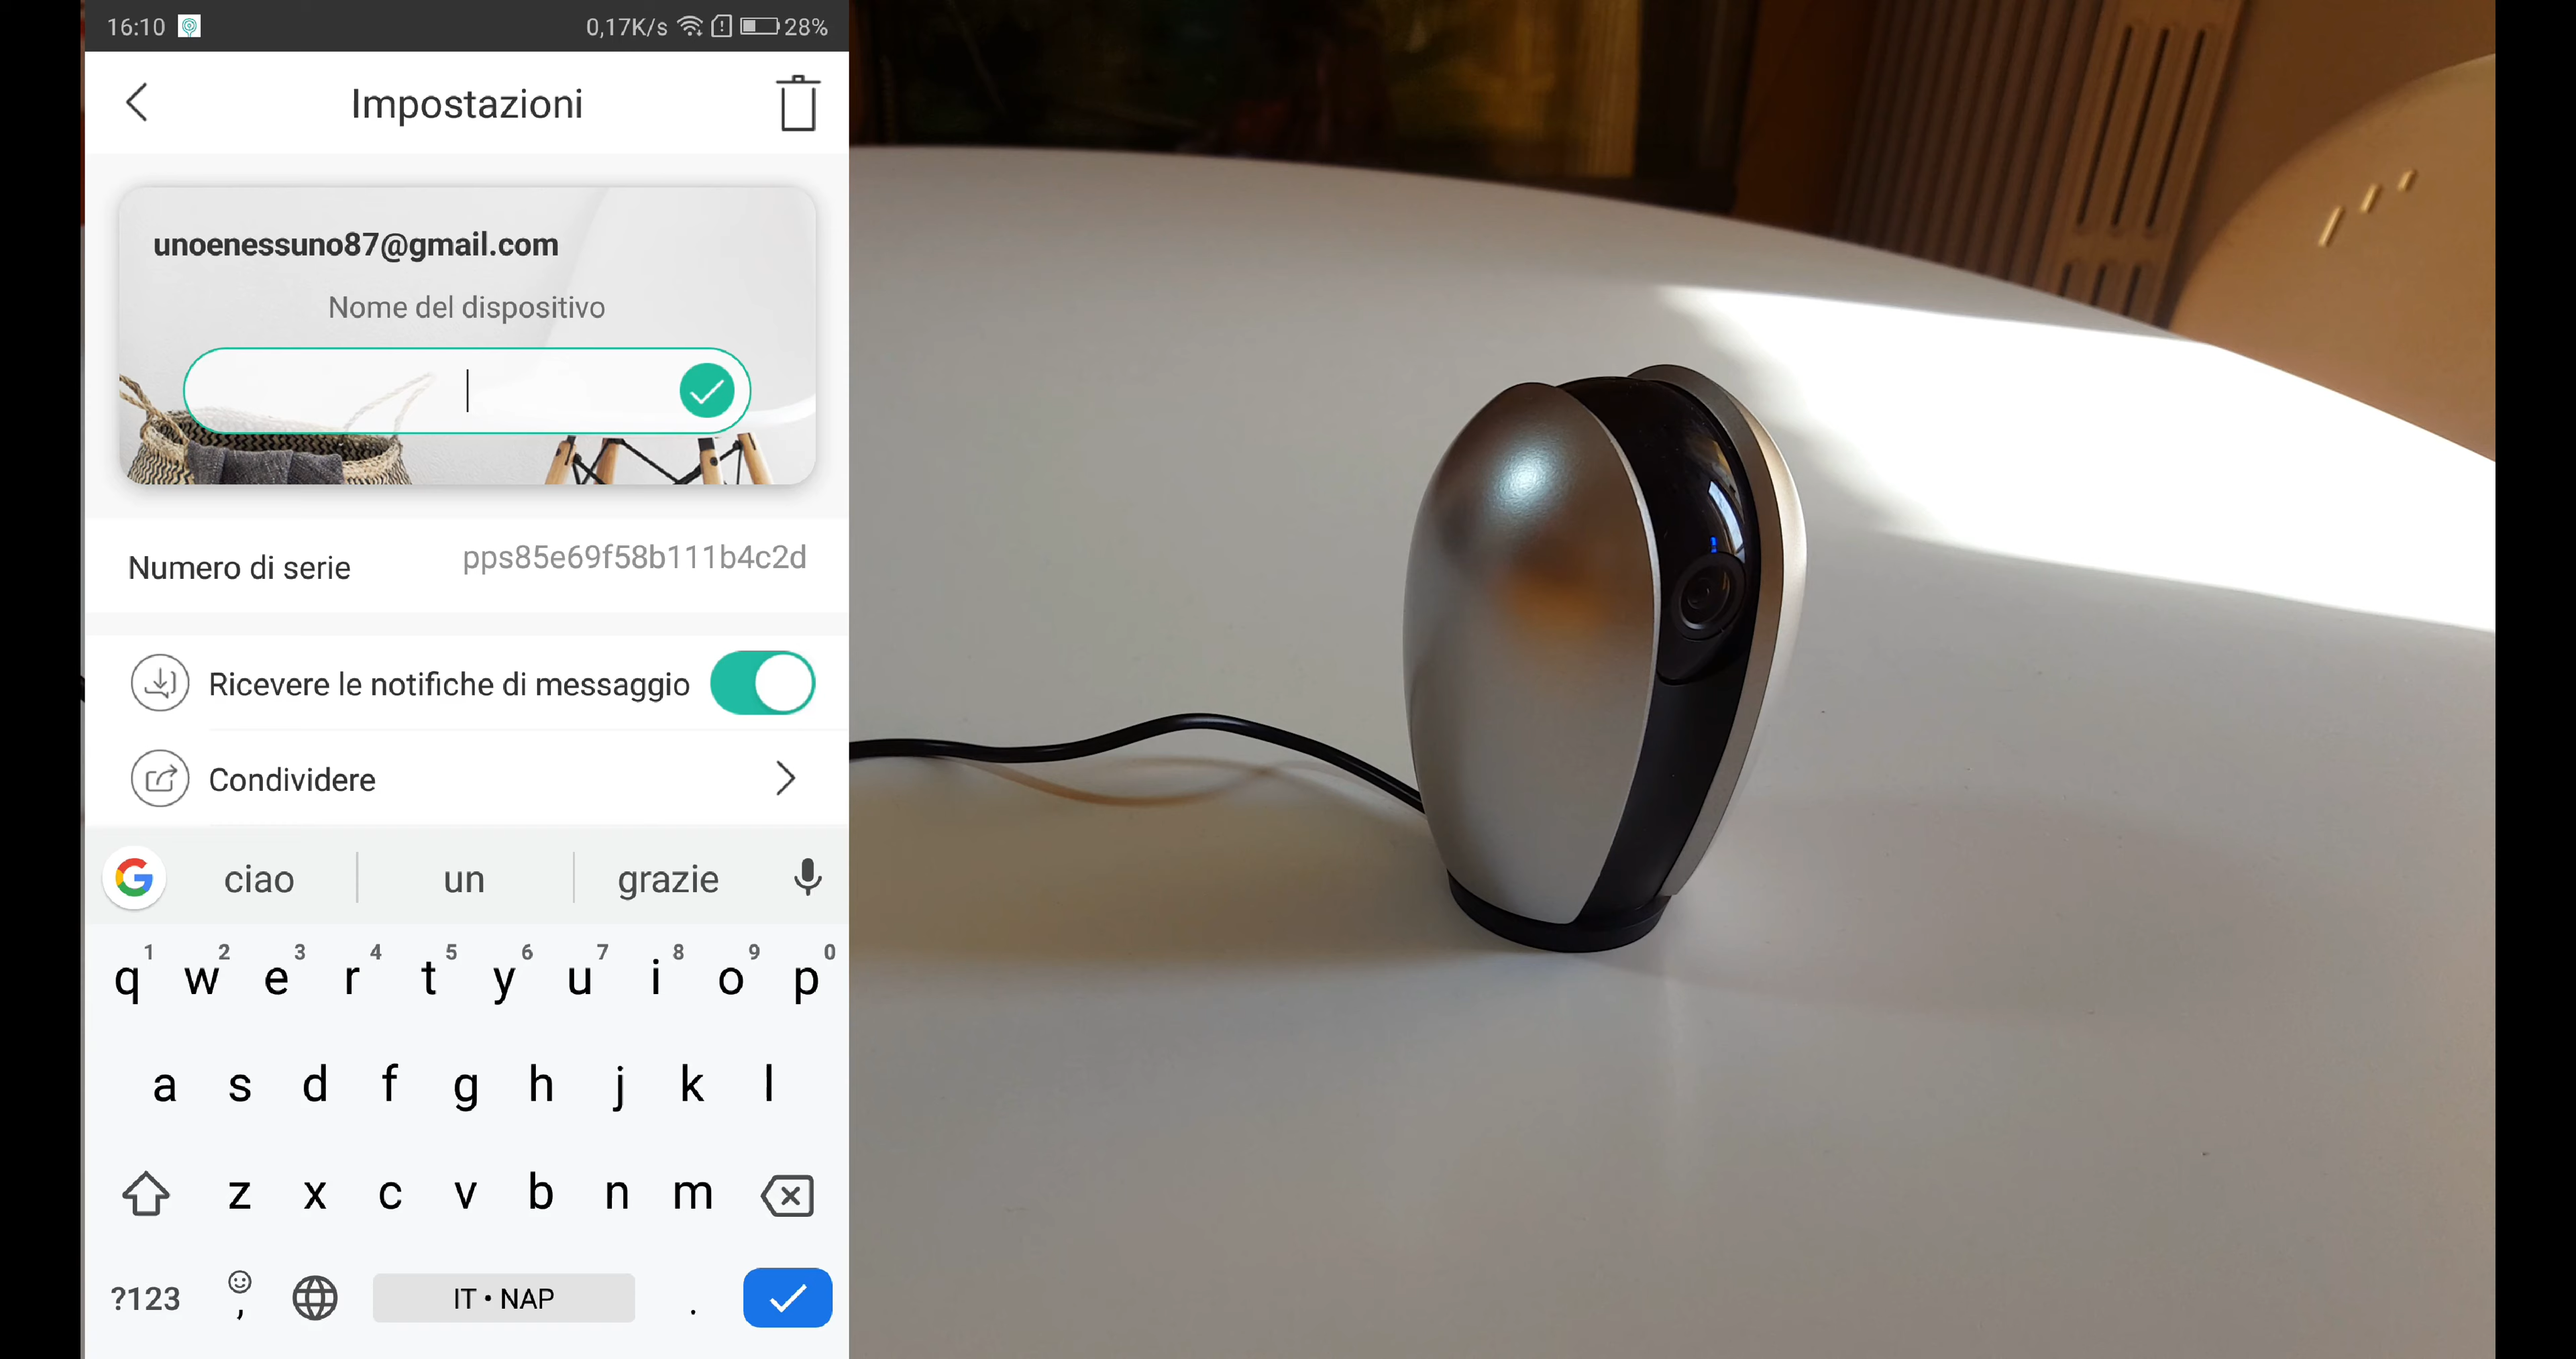 16:10 0,17K/s 28%
Impostazioni
unoenessuno87@gmail.com
Nome del dispositivo
Numero di serie pps85e69f58b111b4c2d
Ricevere le notifiche di messaggio
Condividere
ciao un grazie
1 2 3 4 5 6 7 8 9 0
q w e r t y u i o p
a s d f g h j k l
z x c v b n m
?123 , IT • NAP .